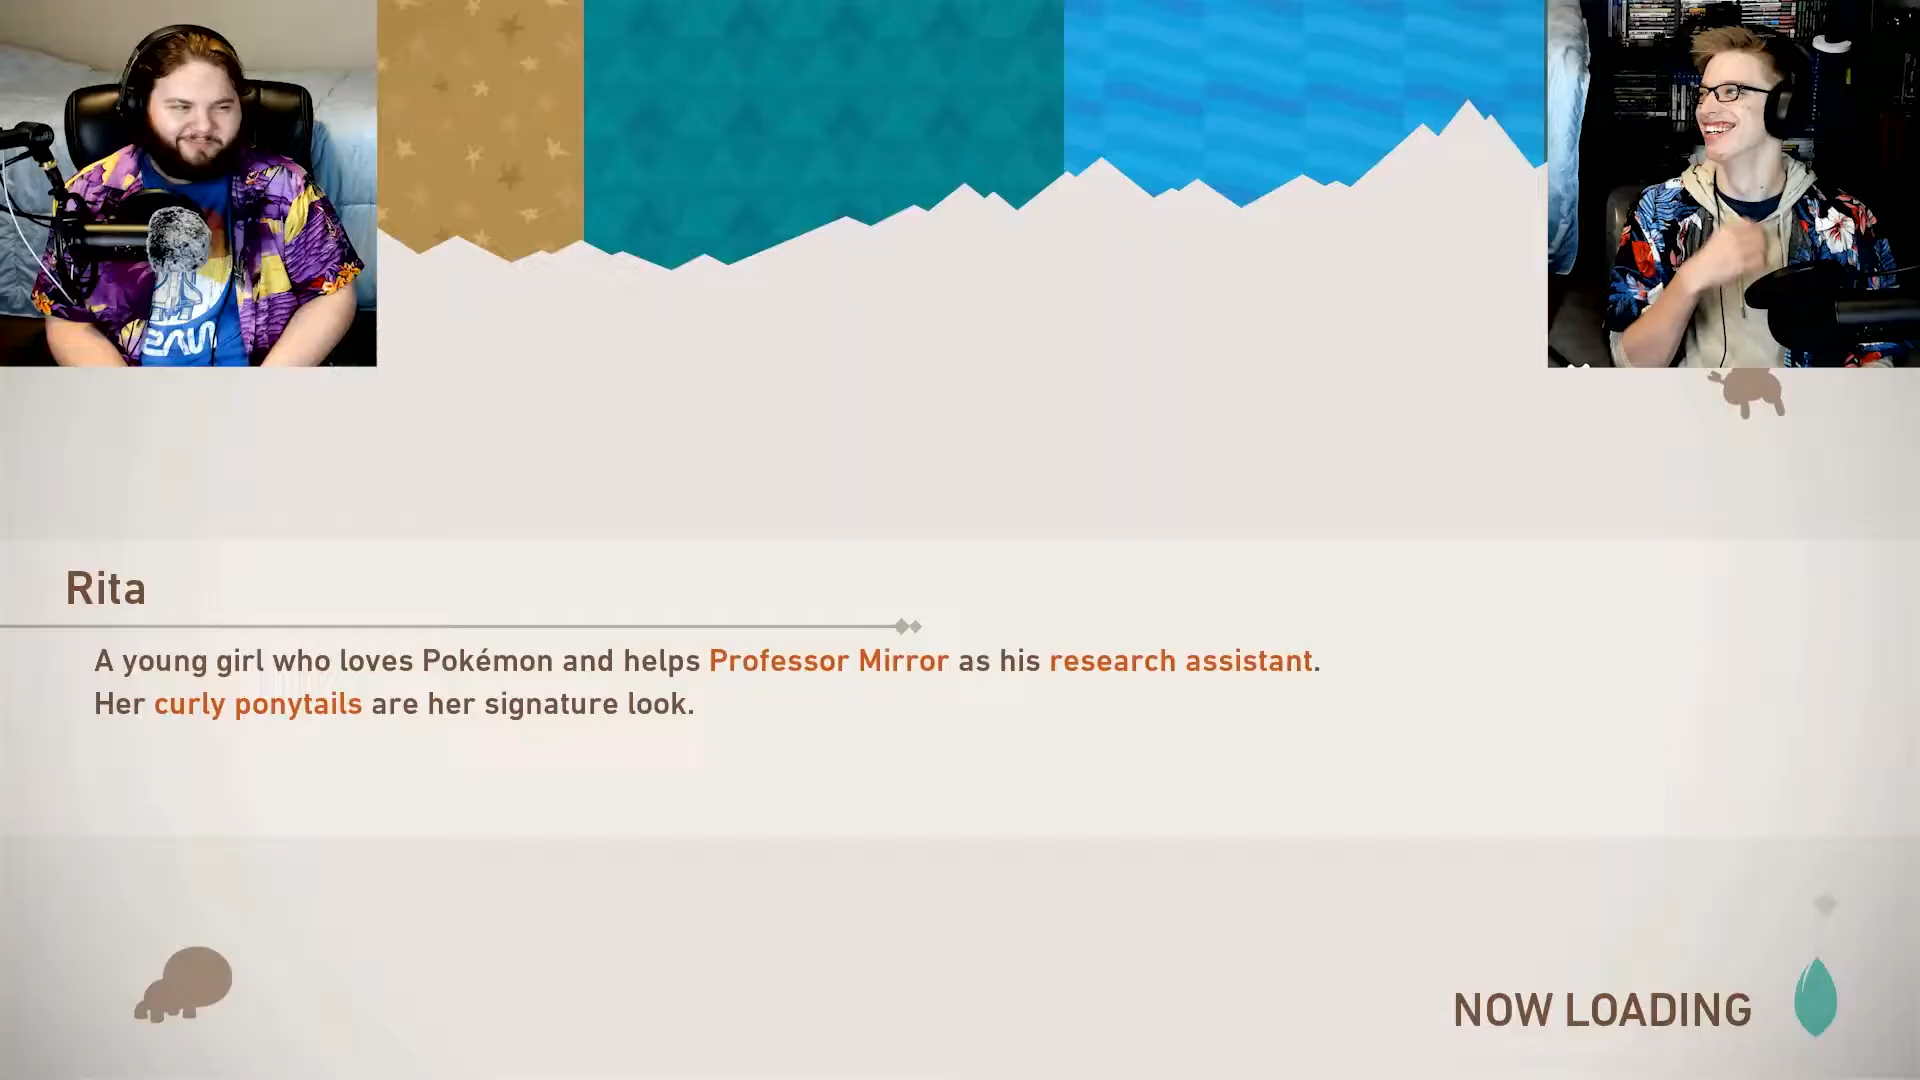 Rita
A young girl who loves Pokémon and helps Professor Mirror as his research assistant.
Her curly ponytails are her signature look.
NOW LOADING